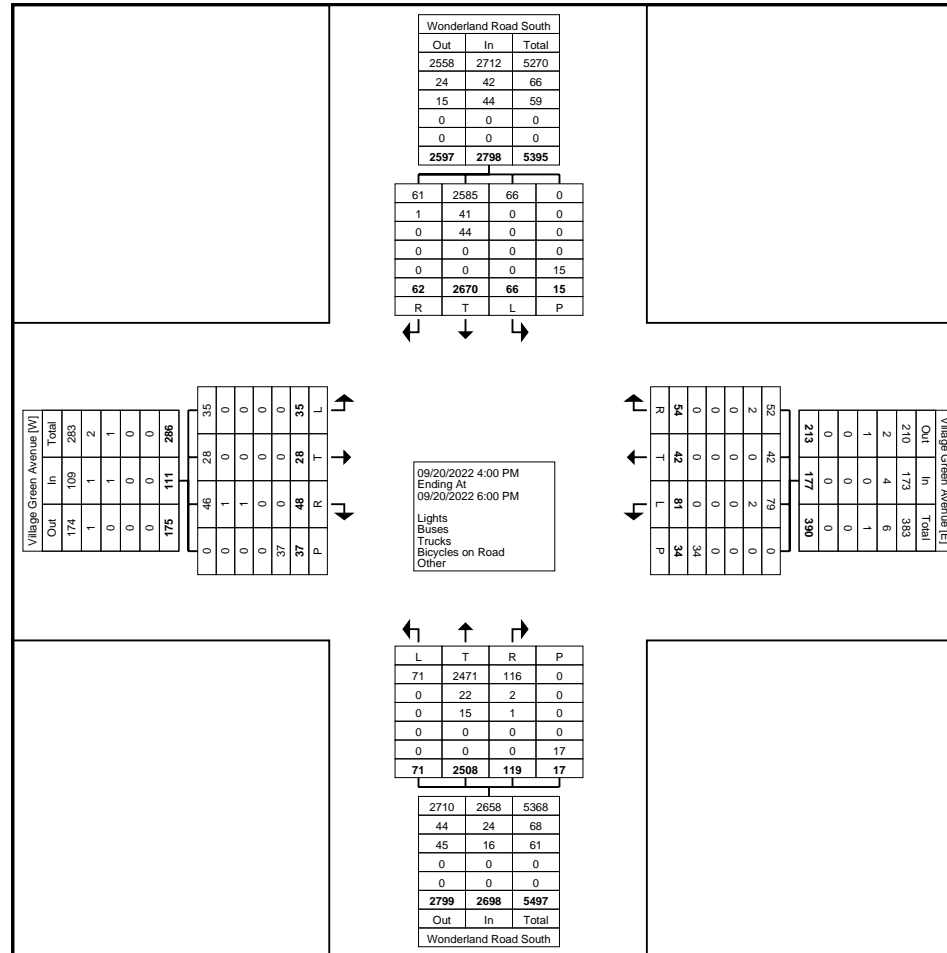 Wonderland Road South
Out In Total
2558 2712 5270
24 42 66
15 44 59
0 0 0
0 0 0
2597 2798 5395
61 2585 66 0
1 41 0 0
0 44 0 0
0 0 0 0
0 0 0 15
62 2670 66 15
R T L P
Village Green Avenue [W]
Total In Out
283 109 174
2 1 1
1 1 0
0 0 0
0 0 0
286 111 175
35 28 46 0
0 0 1 0
0 0 1 0
0 0 0 0
0 0 0 37
35 28 48 37
L T R P
09/20/2022 4:00 PM
Ending At
09/20/2022 6:00 PM
Lights
Buses
Trucks
Bicycles on Road
Other
52 42 79 0
2 0 2 0
0 0 0 0
0 0 0 0
0 0 0 34
54 42 81 34
R T L P
Village Green Avenue [E]
Out In Total
210 173 383
2 4 6
1 0 1
0 0 0
0 0 0
213 177 390
L T R P
71 2471 116 0
0 22 2 0
0 15 1 0
0 0 0 0
0 0 0 17
71 2508 119 17
2710 2658 5368
44 24 68
45 16 61
0 0 0
0 0 0
2799 2698 5497
Out In Total
Wonderland Road South